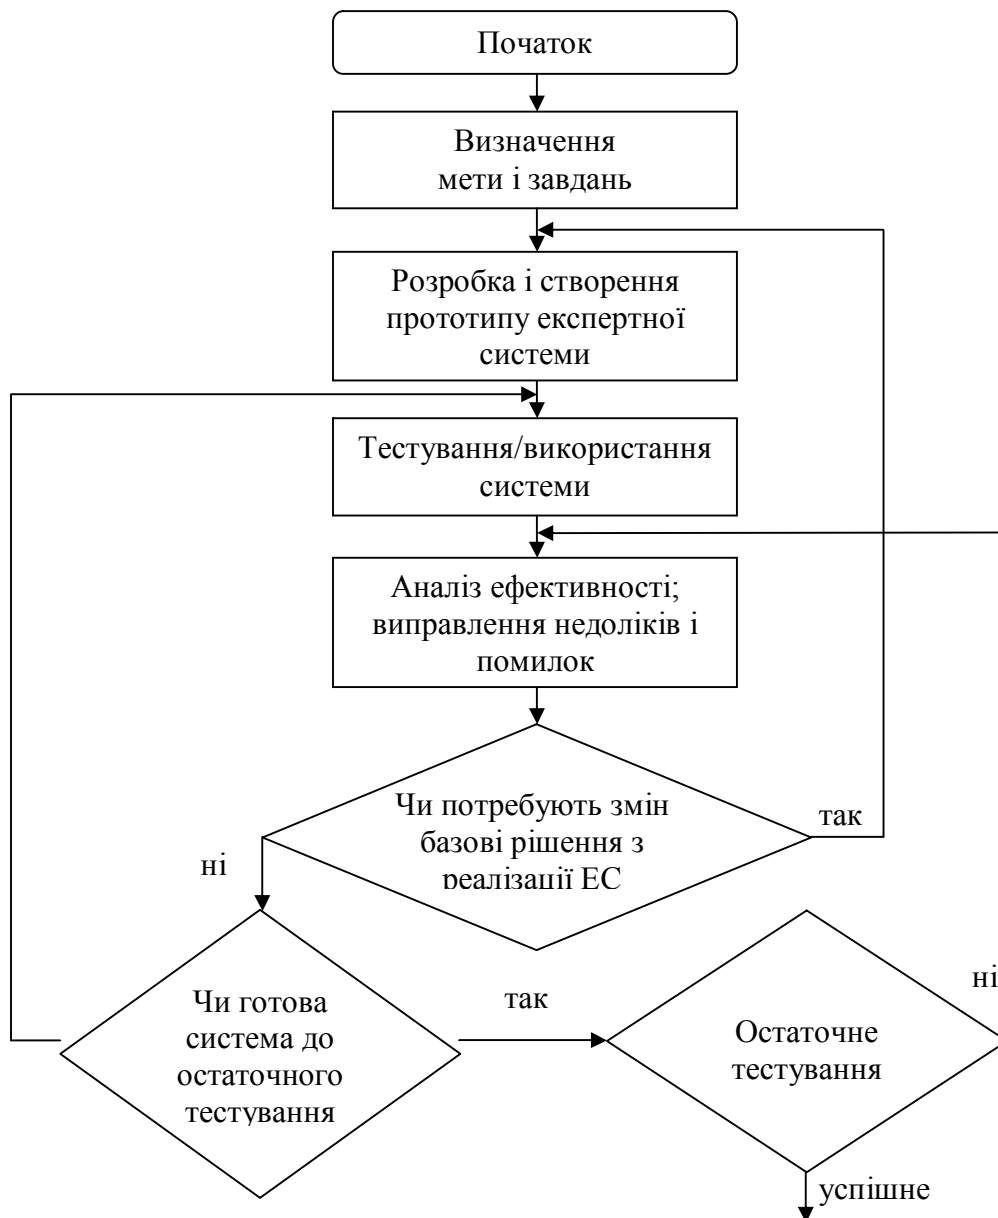 Початок
Визначення
мети і завдань
Розробка і створення
прототипу експертної
системи
Тестування/використання
системи
Аналіз ефективності;
виправлення недоліків і
помилок
Чи потребують змін
базові рішення з
реалізації ЕС
так
ні
Чи готова
система до
остаточного
тестування
так
Остаточне
тестування
ні
успішне